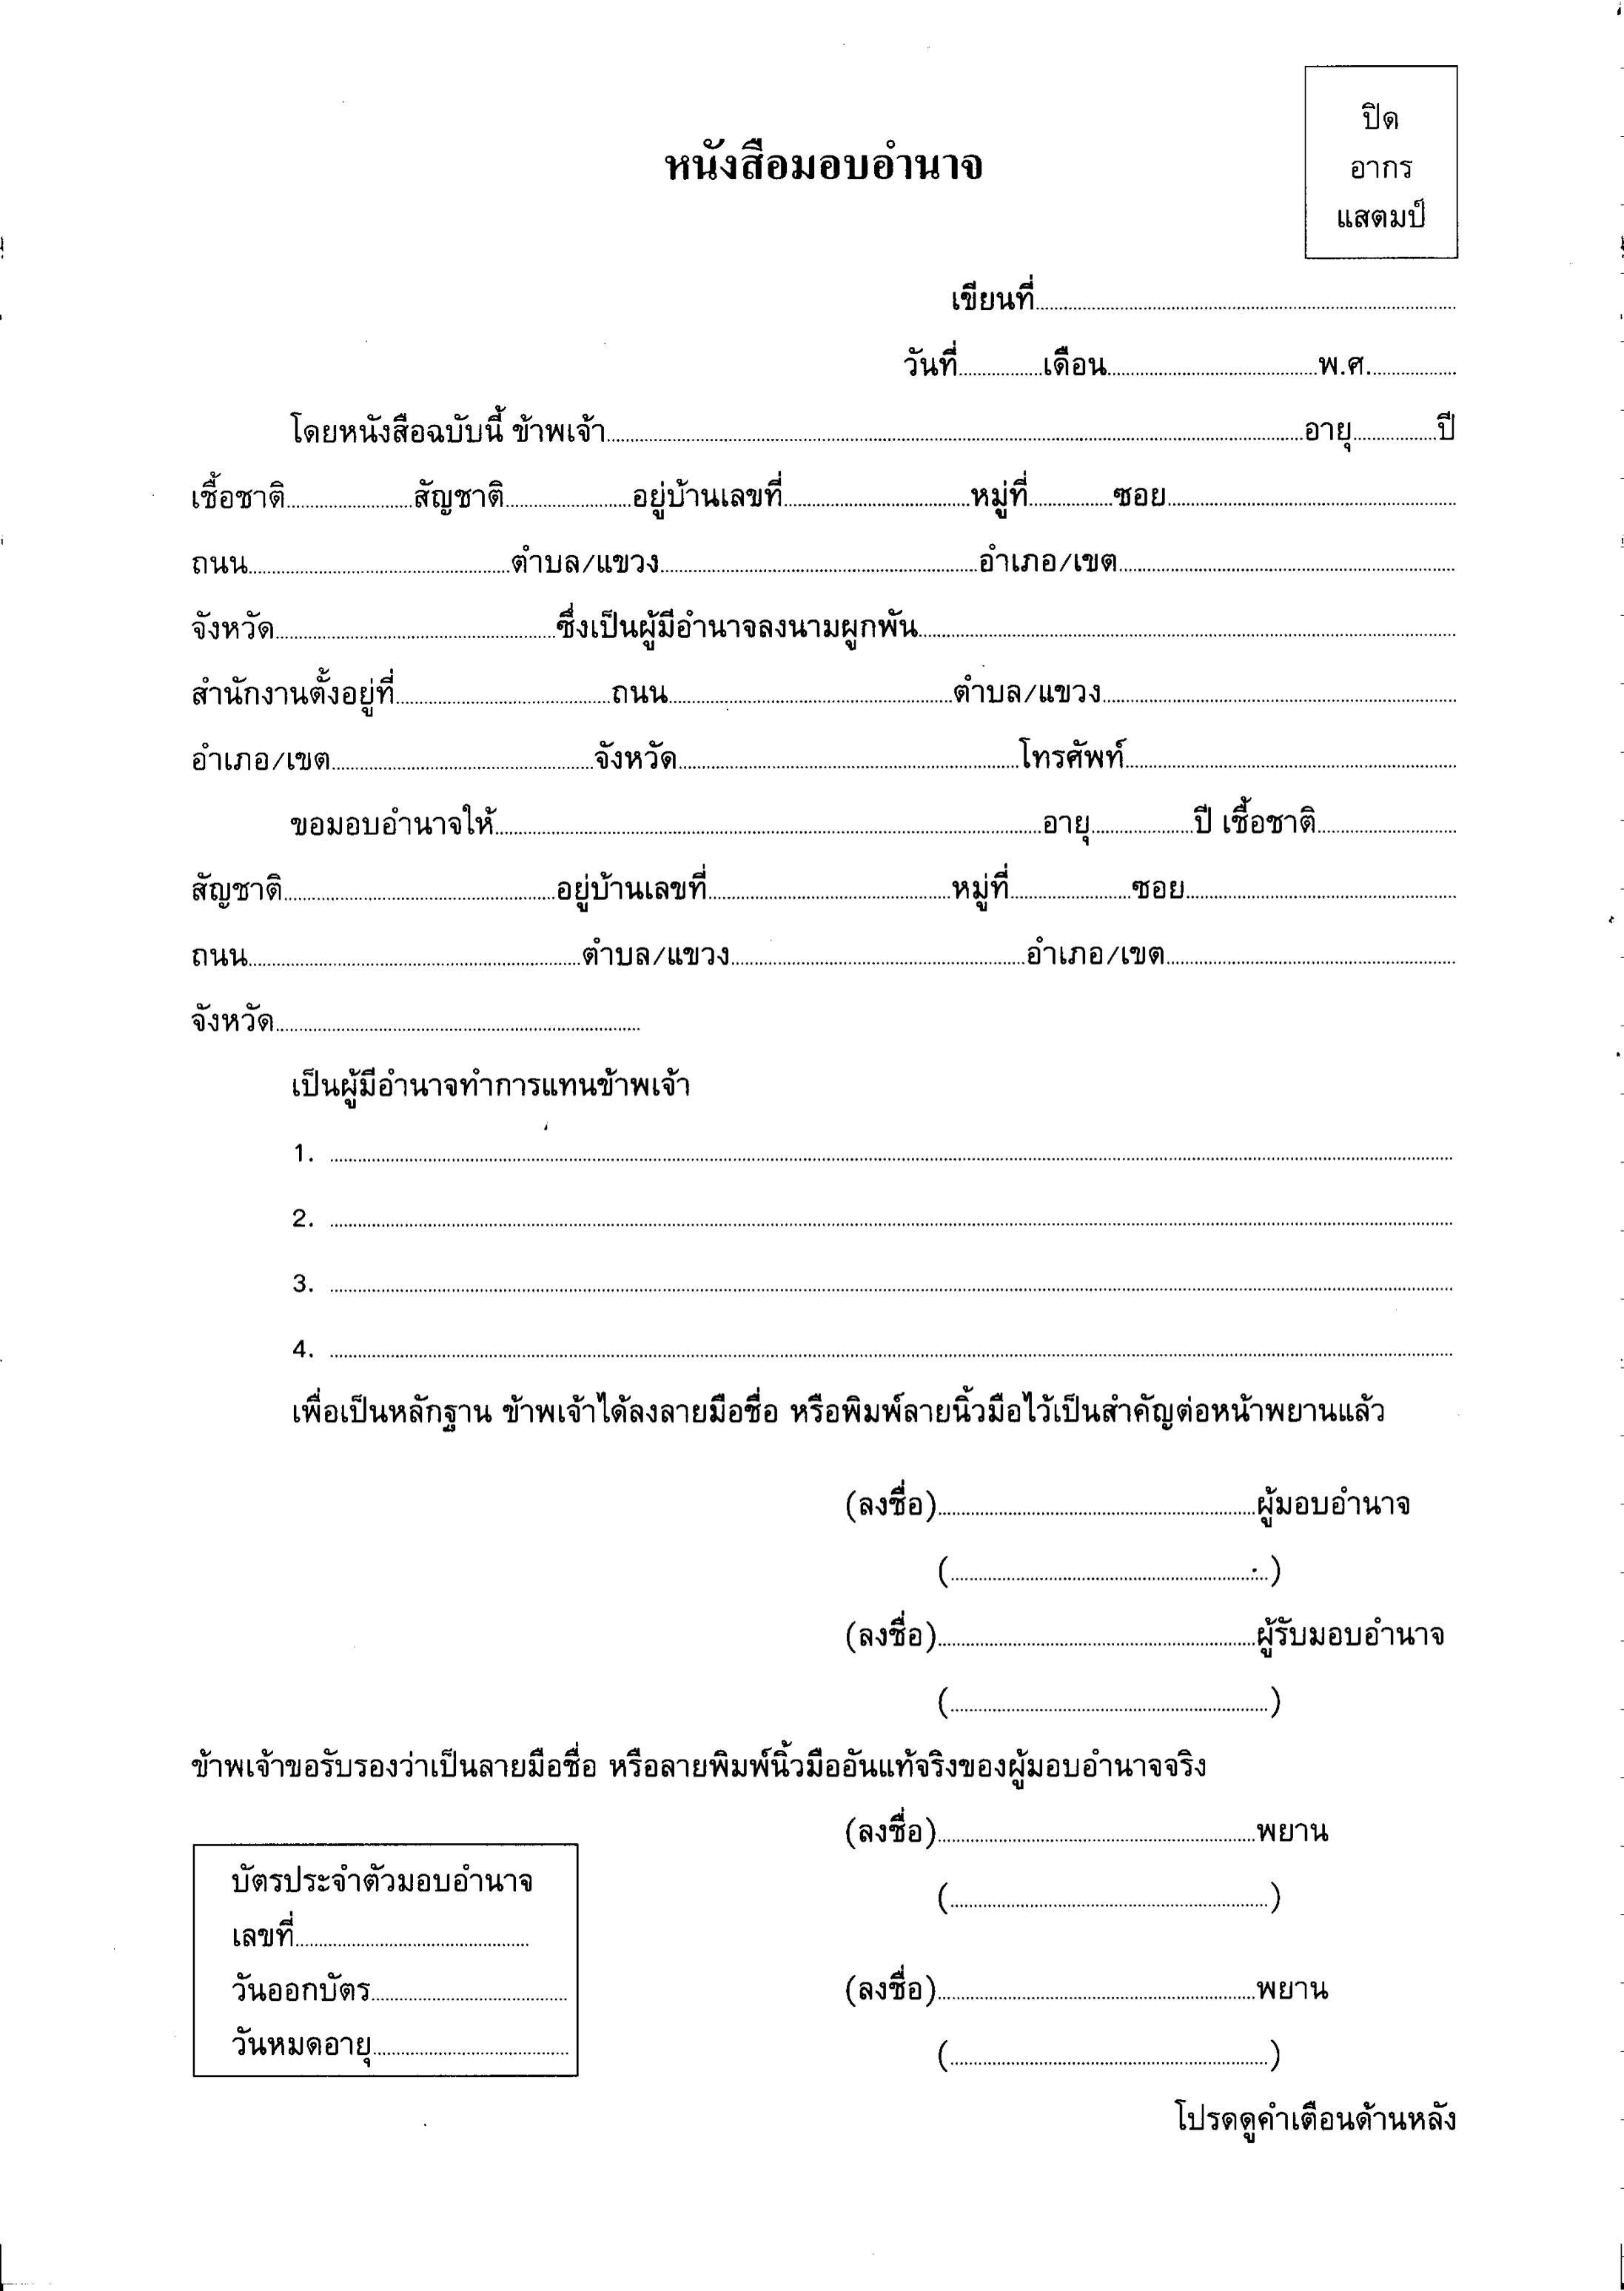 ปิด
อากร
แสตมป์
หนังสือมอบอำนาจ
เขียนที่
วันที่ เดือน พ.ศ.
โดยหนังสือฉบับนี้ ข้าพเจ้า อายุ ปี
เชื้อชาติ สัญชาติ อยู่บ้านเลขที่ หมู่ที่ ซอย
ถนน ตำบล/แขวง อำเภอ/เขต
จังหวัด ซึ่งเป็นผู้มีอำนาจลงนามผูกพัน
สำนักงานตั้งอยู่ที่ ถนน ตำบล/แขวง
อำเภอ/เขต จังหวัด โทรศัพท์
ขอมอบอำนาจให้ อายุ ปี เชื้อชาติ
สัญชาติ อยู่บ้านเลขที่ หมู่ที่ ซอย
ถนน ตำบล/แขวง อำเภอ/เขต
จังหวัด
เป็นผู้มีอำนาจทำการแทนข้าพเจ้า
1.
2.
3.
4.
เพื่อเป็นหลักฐาน ข้าพเจ้าได้ลงลายมือชื่อ หรือพิมพ์ลายนิ้วมือไว้เป็นสำคัญต่อหน้าพยานแล้ว
(ลงชื่อ) ผู้มอบอำนาจ
( )
(ลงชื่อ) ผู้รับมอบอำนาจ
( )
ข้าพเจ้าขอรับรองว่าเป็นลายมือชื่อ หรือลายพิมพ์นิ้วมืออันแท้จริงของผู้มอบอำนาจจริง
(ลงชื่อ) พยาน
( )
(ลงชื่อ) พยาน
( )
บัตรประจำตัวมอบอำนาจ
เลขที่
วันออกบัตร
วันหมดอายุ
โปรดดูคำเตือนด้านหลัง